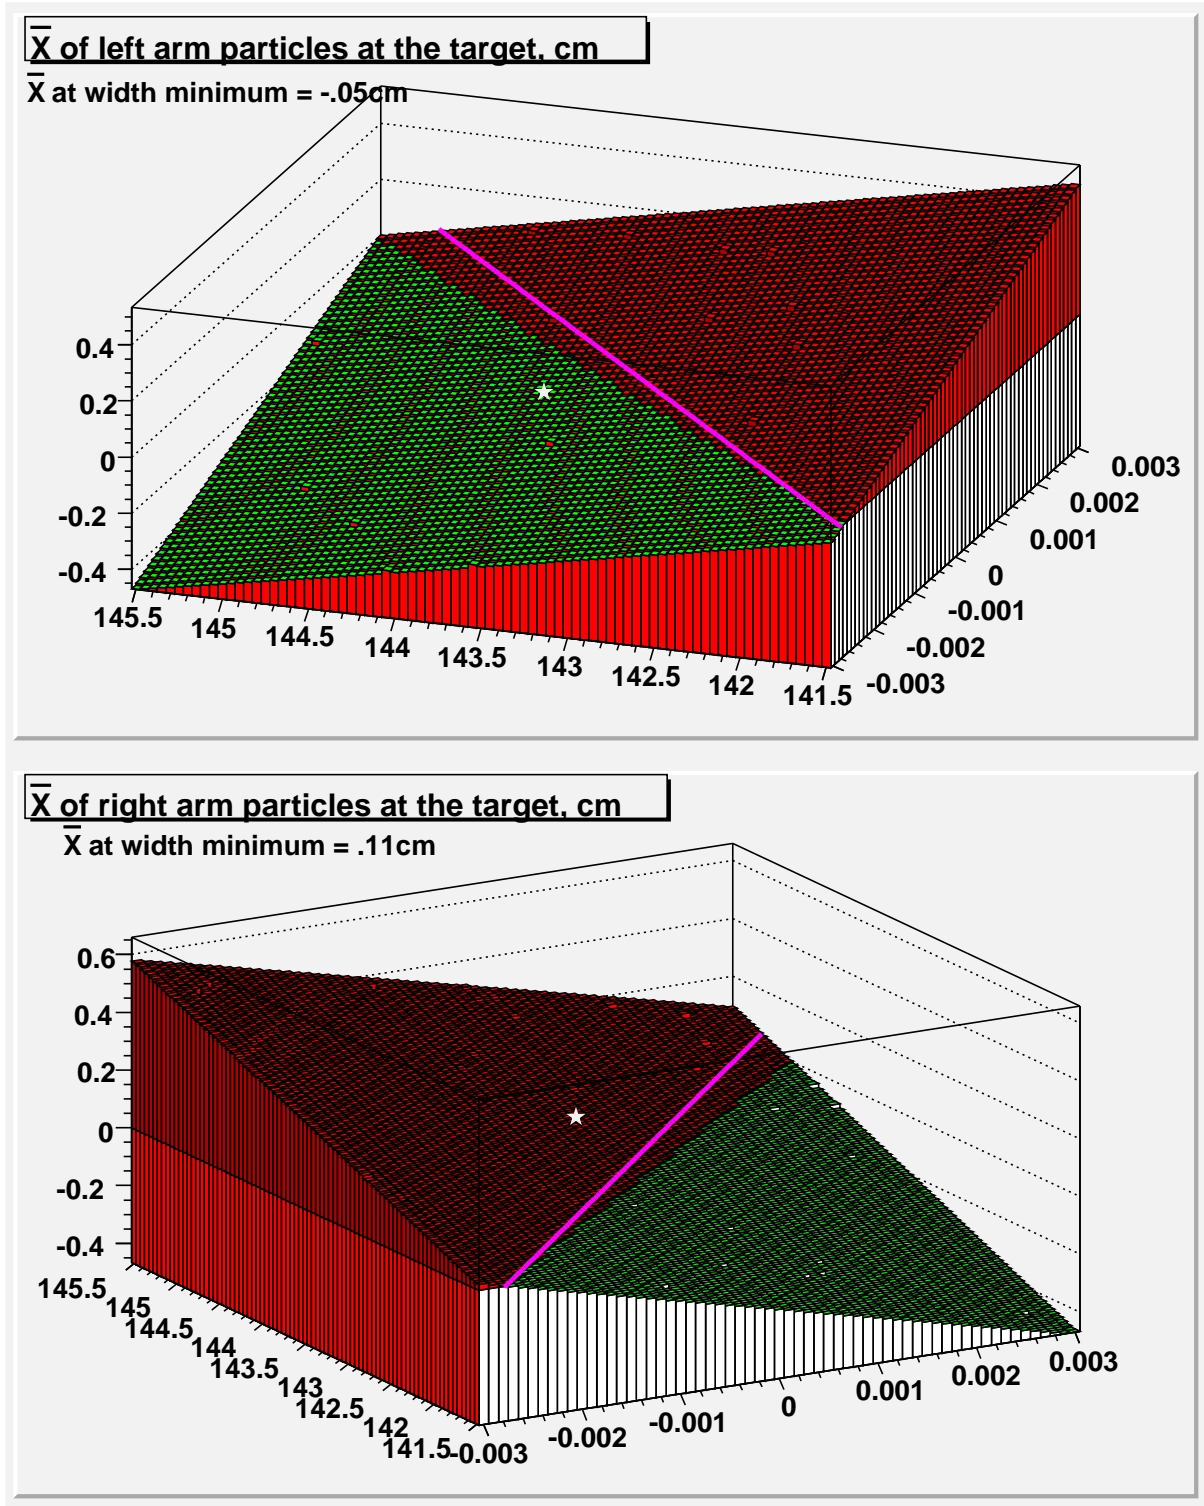 X̅ of left arm particles at the target, cm
X̅ at width minimum = -.05cm
0.4
0.2
0
-0.2
-0.4
145.5 145 144.5 144 143.5 143 142.5 142 141.5
-0.003 -0.002 -0.001 0 0.001 0.002 0.003
X̅ of right arm particles at the target, cm
X̅ at width minimum = .11cm
0.6
0.4
0.2
0
-0.2
-0.4
145.5 145 144.5 144 143.5 143 142.5 142 141.5
-0.003 -0.002 -0.001 0 0.001 0.002 0.003